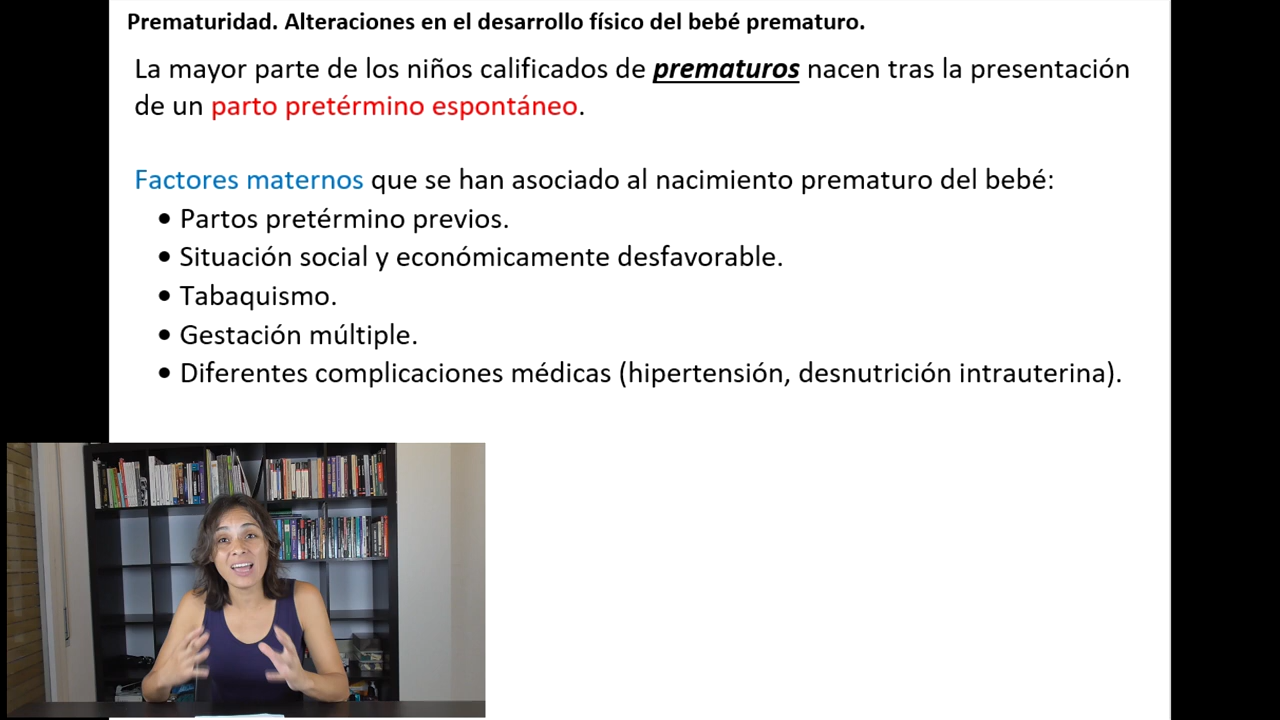 Prematuridad. Alteraciones en el desarrollo físico del bebé prematuro.
La mayor parte de los niños calificados de prematuros nacen tras la presentación
de un parto pretérmino espontáneo.
Factores maternos que se han asociado al nacimiento prematuro del bebé:
• Partos pretérmino previos.
• Situación social y económicamente desfavorable.
• Tabaquismo.
• Gestación múltiple.
• Diferentes complicaciones médicas (hipertensión, desnutrición intrauterina).